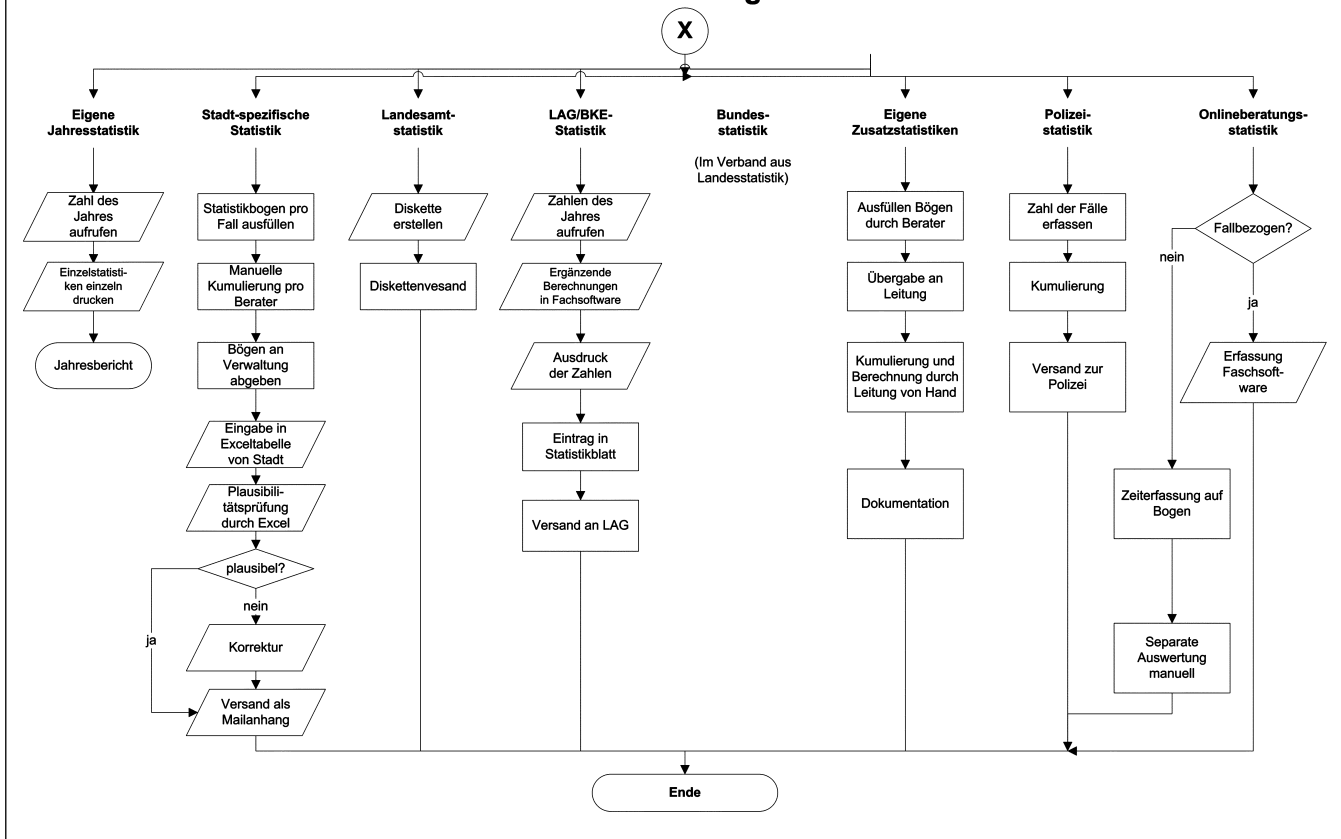 X
Eigene
Jahresstatistik
Zahl des
Jahres
aufrufen
Einzelstatisti-
ken einzeln
drucken
Jahresbericht
Stadt-spezifische
Statistik
Statistikbogen pro
Fall ausfüllen
Manuelle
Kumulierung pro
Berater
Bögen an
Verwaltung
abgeben
Eingabe in
Exceltabelle
von Stadt
Plausibili-
tätsprüfung
durch Excel
plausibel?
nein
ja
Korrektur
Versand als
Mailanhang
Landesamt-
statistik
Diskette
erstellen
Diskettenvesand
LAG/BKE-
Statistik
Zahlen des
Jahres
aufrufen
Ergänzende
Berechnungen
in Fachsoftware
Ausdruck
der Zahlen
Eintrag in
Statistikblatt
Versand an LAG
Bundes-
statistik
(Im Verband aus
Landesstatistik)
Eigene
Zusatzstatistiken
Ausfüllen Bögen
durch Berater
Übergabe an
Leitung
Kumulierung und
Berechnung durch
Leitung von Hand
Dokumentation
Polizei-
statistik
Zahl der Fälle
erfassen
Kumulierung
Versand zur
Polizei
Onlineberatungs-
statistik
Fallbezogen?
nein
ja
Erfassung
Faschsoft-
ware
Zeiterfassung auf
Bogen
Separate
Auswertung
manuell
Ende